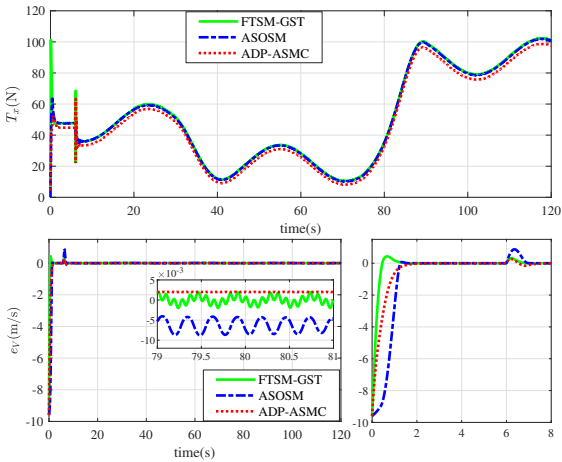 120
100
80
60
40
20
0
T_x(N)
FTSM-GST
ASOSM
ADP-ASMC
0 20 40 60 80 100 120
time(s)
0
-2
-4
-6
-8
-10
e_V(m/s)
×10^-3
5
0
-5
-10
79 79.5 80 80.5 81
FTSM-GST
ASOSM
ADP-ASMC
0 20 40 60 80 100 120
time(s)
0
-2
-4
-6
-8
-10
0 2 4 6 8